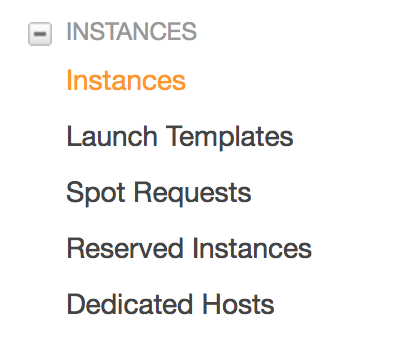 INSTANCES
Instances
Launch Templates
Spot Requests
Reserved Instances
Dedicated Hosts